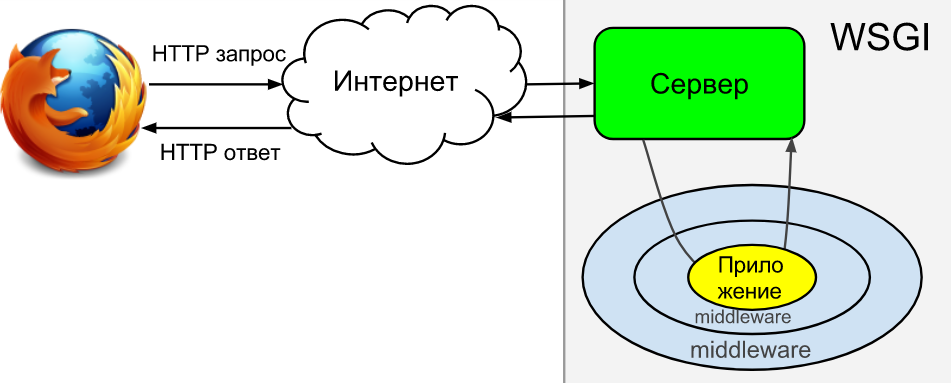 WSGI
HTTP запрос
Интернет
Сервер
HTTP ответ
Прило
жение
middleware
middleware